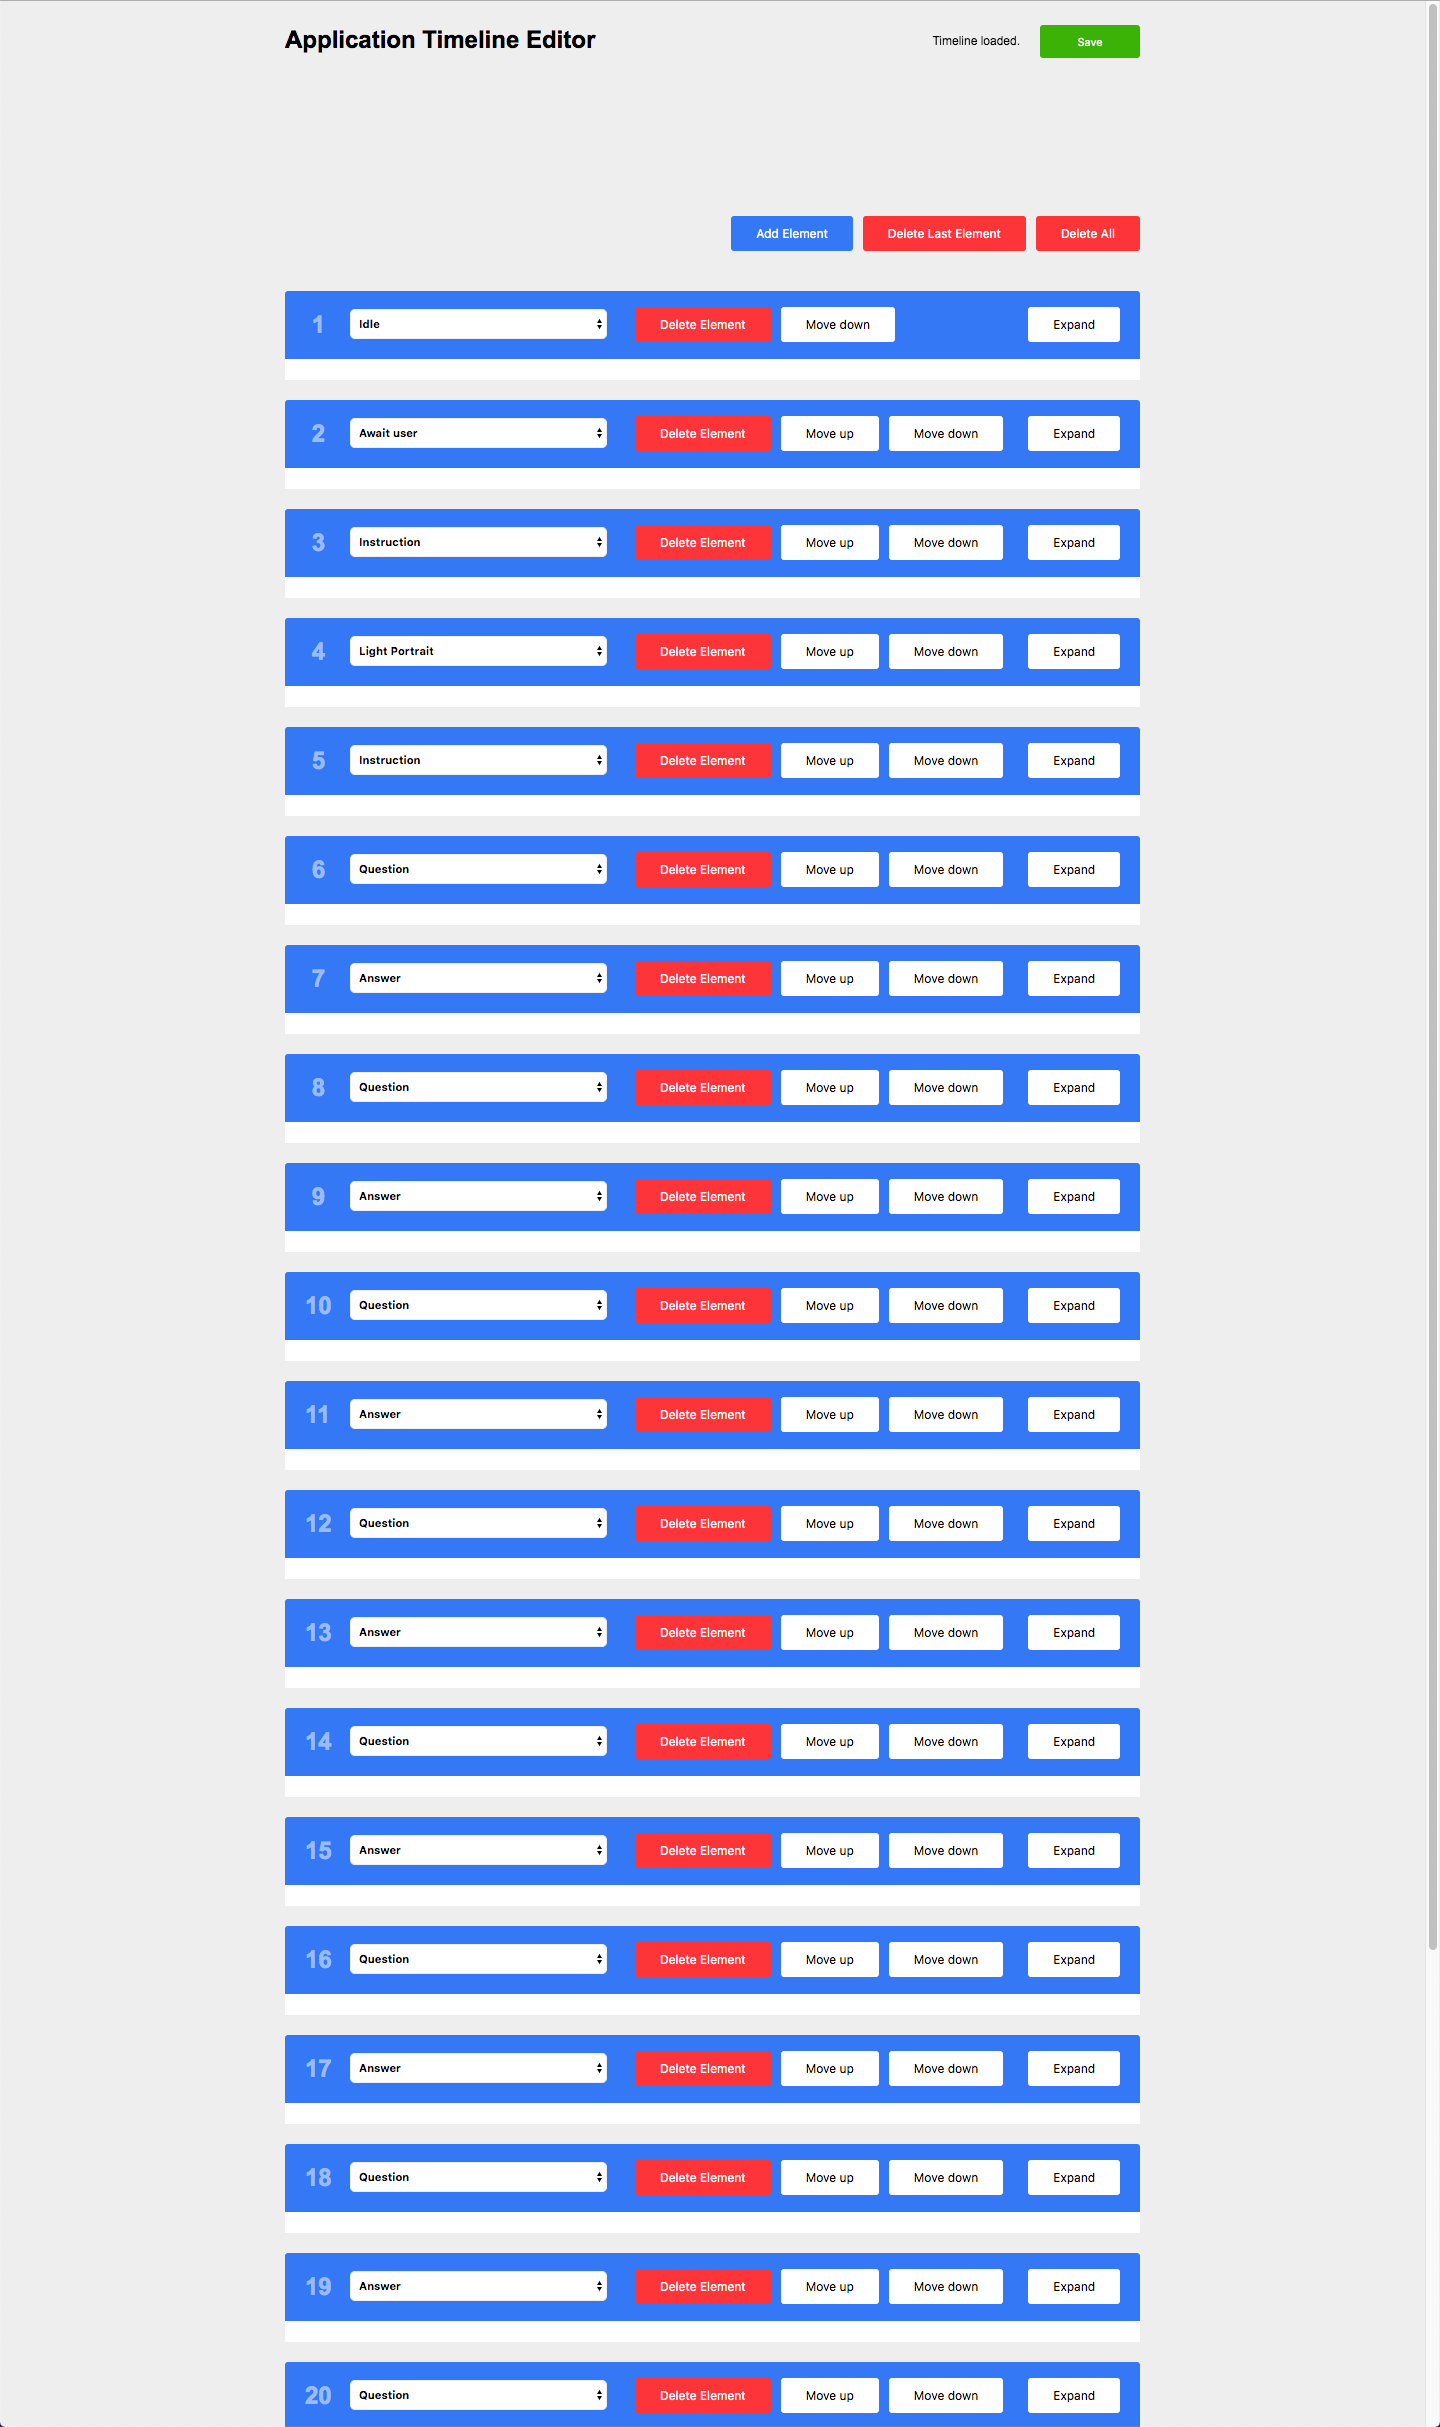 Application Timeline Editor Timeline loaded. Save
Add Element Delete Last Element Delete All
1 Idle Delete Element Move down Expand
2 Await user Delete Element Move up Move down Expand
3 Instruction Delete Element Move up Move down Expand
4 Light Portrait Delete Element Move up Move down Expand
5 Instruction Delete Element Move up Move down Expand
6 Question Delete Element Move up Move down Expand
7 Answer Delete Element Move up Move down Expand
8 Question Delete Element Move up Move down Expand
9 Answer Delete Element Move up Move down Expand
10 Question Delete Element Move up Move down Expand
11 Answer Delete Element Move up Move down Expand
12 Question Delete Element Move up Move down Expand
13 Answer Delete Element Move up Move down Expand
14 Question Delete Element Move up Move down Expand
15 Answer Delete Element Move up Move down Expand
16 Question Delete Element Move up Move down Expand
17 Answer Delete Element Move up Move down Expand
18 Question Delete Element Move up Move down Expand
19 Answer Delete Element Move up Move down Expand
20 Question Delete Element Move up Move down Expand